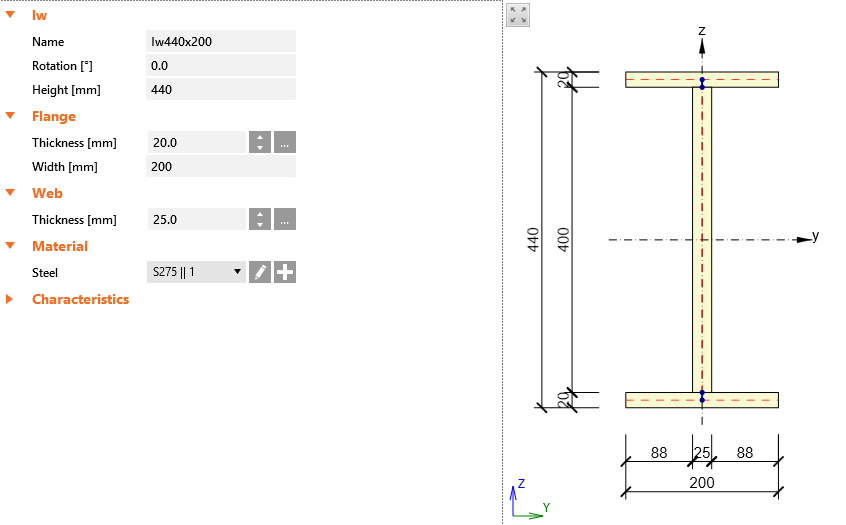 Iw
Name Iw440x200
Rotation [°] 0.0
Height [mm] 440
Flange
Thickness [mm] 20.0 ...
Width [mm] 200
Web
Thickness [mm] 25.0 ...
Material
Steel S275 || 1
Characteristics
z
20
440
400
y
20
88 25 88
200
Z
Y